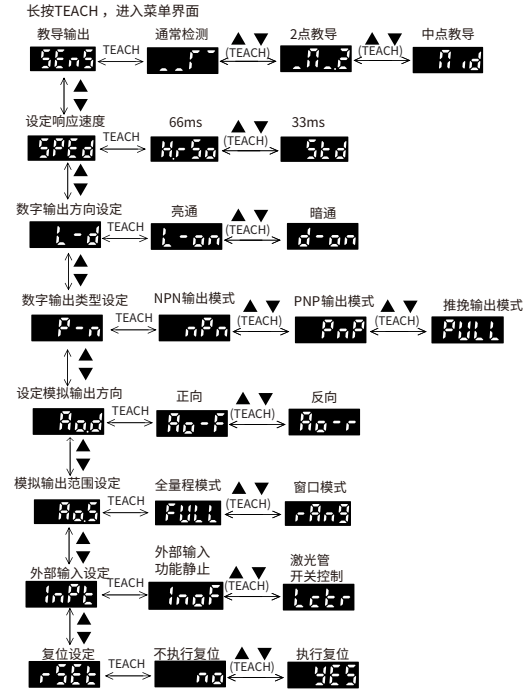 长按TEACH ，进入菜单界面
教导输出 通常检测 2点教导 中点教导
TEACH (TEACH) (TEACH)
SEnS __Γ¯ _Π_2 Π id
设定响应速度 66ms 33ms
TEACH (TEACH)
SPEd HrSo Std
数字输出方向设定 亮通 暗通
TEACH (TEACH)
L-d L-on d-on
数字输出类型设定 NPN输出模式 PNP输出模式 推挽输出模式
TEACH (TEACH) (TEACH)
P-n nPn PnP PULL
设定模拟输出方向 正向 反向
TEACH (TEACH)
Ao.d Ao-F Ao-r
模拟输出范围设定 全量程模式 窗口模式
TEACH (TEACH)
Ao.S FULL rAng
外部输入设定 外部输入 激光管
功能静止 开关控制
TEACH (TEACH)
InPt InoF Lctr
复位设定 不执行复位 执行复位
TEACH (TEACH)
rSEt no YES